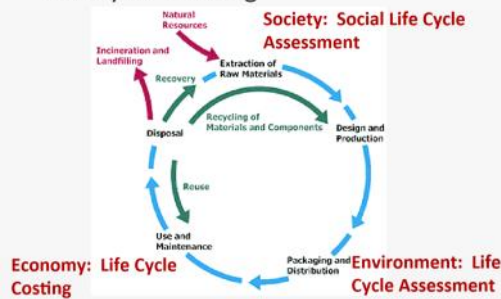 Natural
Resources
Society: Social Life Cycle
Assessment
Incineration and
Landfilling
Extraction of
Raw Materials
Recovery
Recycling of
Materials and Components
Disposal
Design and
Production
Reuse
Use and
Maintenance
Packaging and
Distribution
Economy: Life Cycle
Costing
Environment: Life
Cycle Assessment